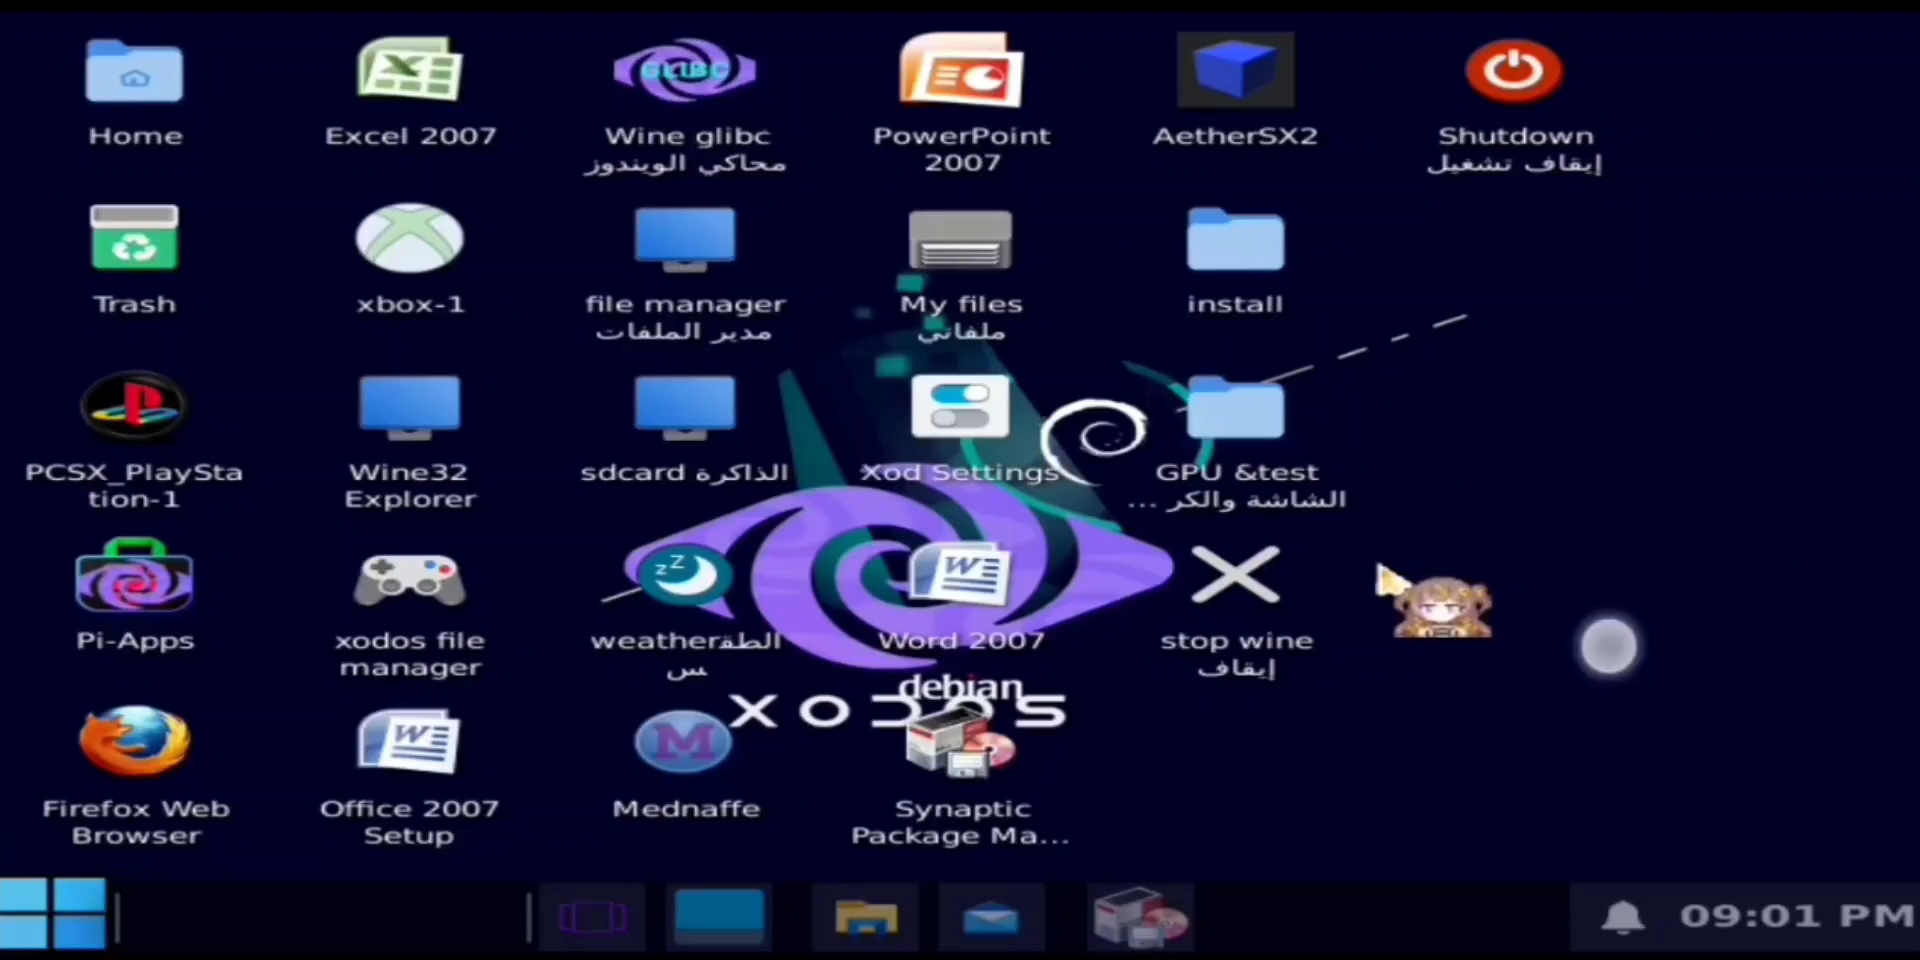 Home
Excel 2007
GLIBC
Wine glibc
محاكي الويندوز
PowerPoint
2007
AetherSX2
Shutdown
إيقاف تشغيل
Trash
xbox-1
file manager
مدير الملفات
My files
ملفاتي
install
PCSX_PlaySta
tion-1
Wine32
Explorer
sdcard الذاكرة
Xod Settings
GPU &test
الشاشة والكر ...
Pi-Apps
xodos file
manager
zZ
weatherالطق
س
Word 2007
stop wine
إيقاف
debian
XODOS
Firefox Web
Browser
Office 2007
Setup
M
Mednaffe
Synaptic
Package Ma...
09:01 PM